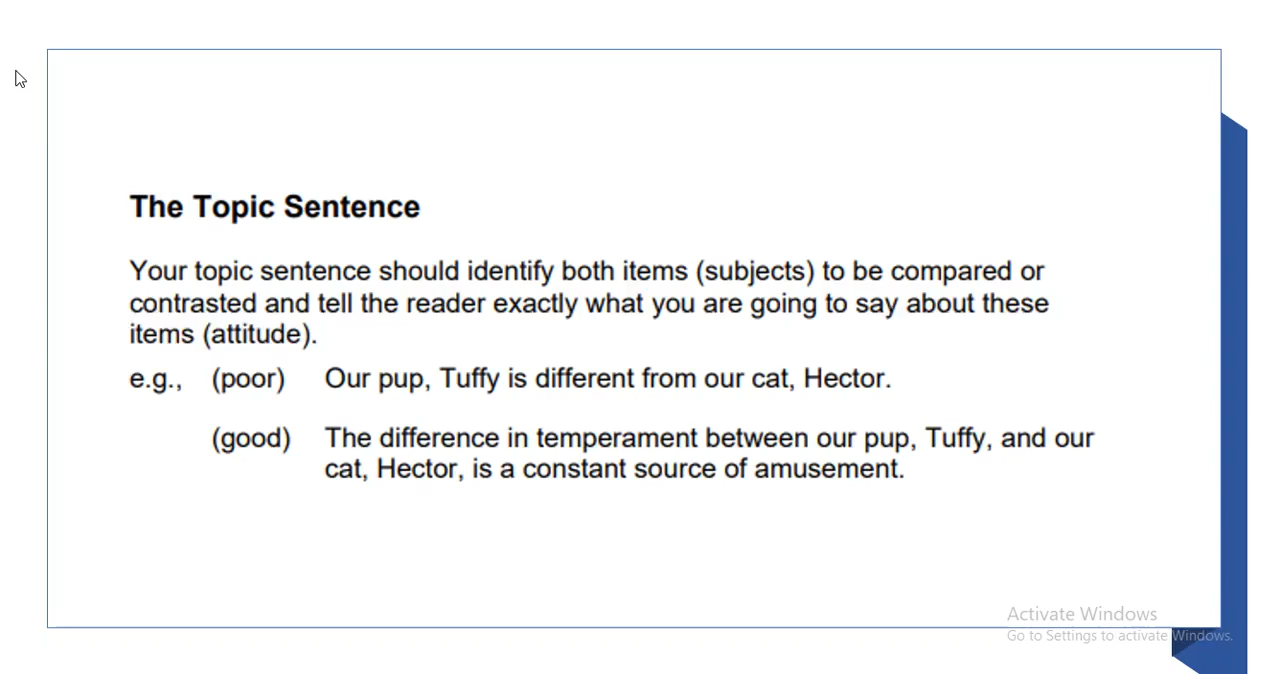 The Topic Sentence
Your topic sentence should identify both items (subjects) to be compared or
contrasted and tell the reader exactly what you are going to say about these
items (attitude).
e.g., (poor) Our pup, Tuffy is different from our cat, Hector.
(good) The difference in temperament between our pup, Tuffy, and our
cat, Hector, is a constant source of amusement.
Activate Windows
Go to Settings to activate Windows.